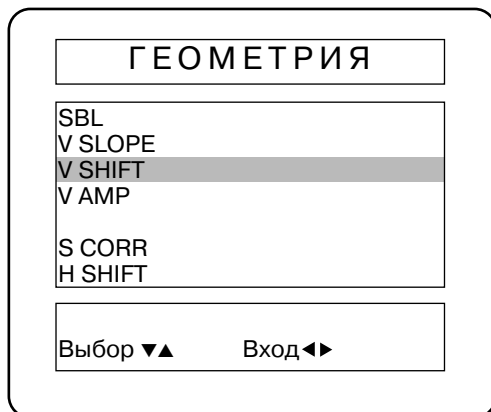 ГЕОМЕТРИЯ
SBL
V SLOPE
V SHIFT
V AMP
S CORR
H SHIFT
Выбор ▼▲ Вход◄►